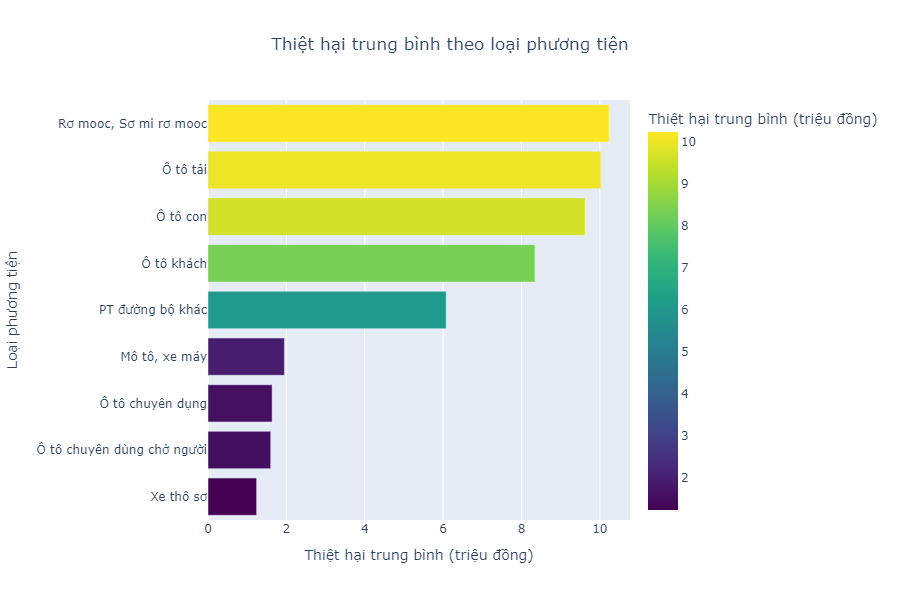 Thiệt hại trung bình theo loại phương tiện
Thiệt hại trung bình (triệu đồng)
Loại phương tiện
Rơ mooc, Sơ mi rơ mooc
Ô tô tải
Ô tô con
Ô tô khách
PT đường bộ khác
Mô tô, xe máy
Ô tô chuyên dụng
Ô tô chuyên dùng chở người
Xe thô sơ
0 2 4 6 8 10
Thiệt hại trung bình (triệu đồng)
10
9
8
7
6
5
4
3
2